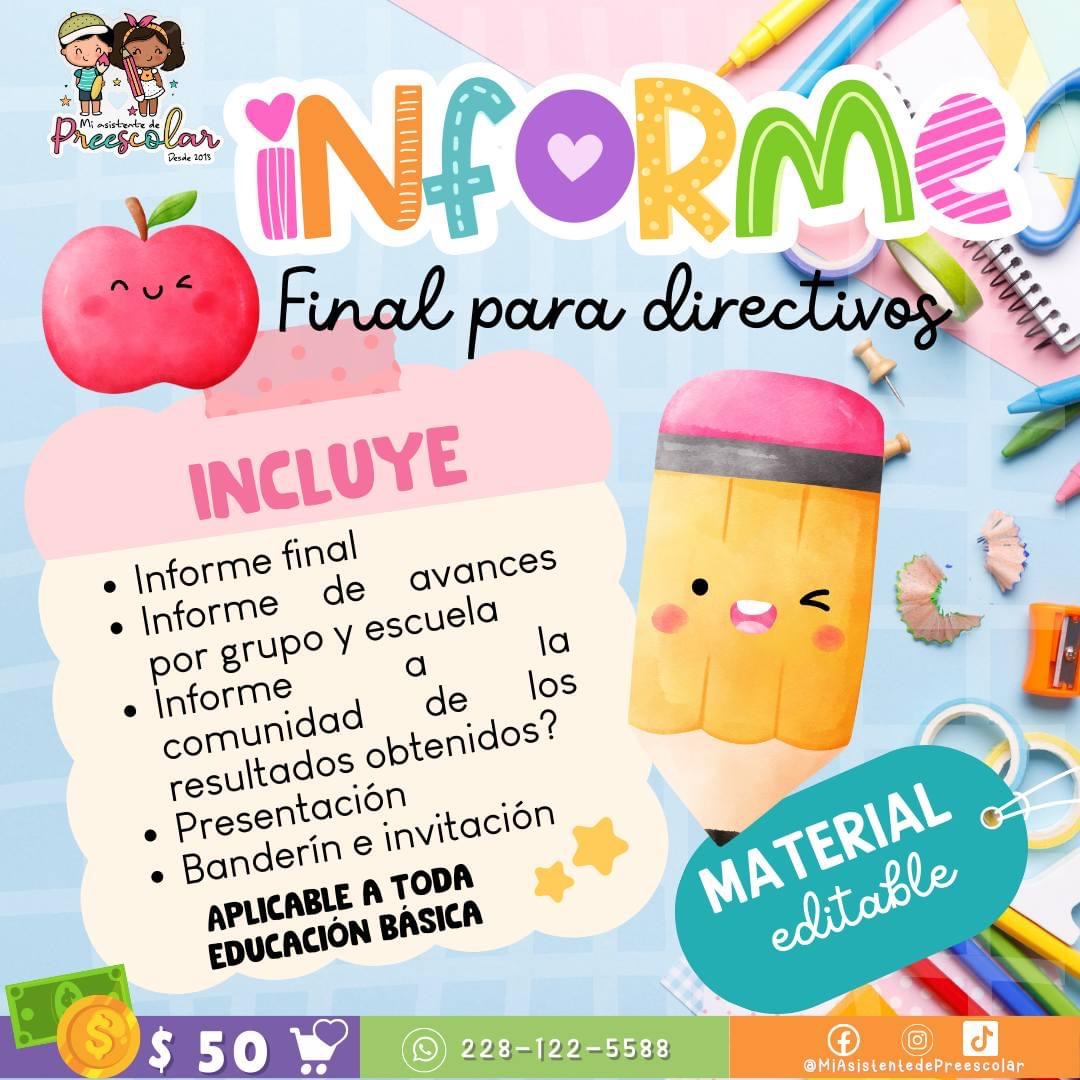 Mi asistente de
Preescolar
Desde 2013
iNFORMe
Final para directivos
INCLUYE
• Informe final
• Informe de avances
por grupo y escuela
• Informe a la
comunidad de los
resultados obtenidos?
• Presentación
• Banderín e invitación
APLICABLE A TODA
EDUCACIÓN BÁSICA
MATERIAL
editable
$ 50
228-122-5588
@MiAsistentedePreescolar